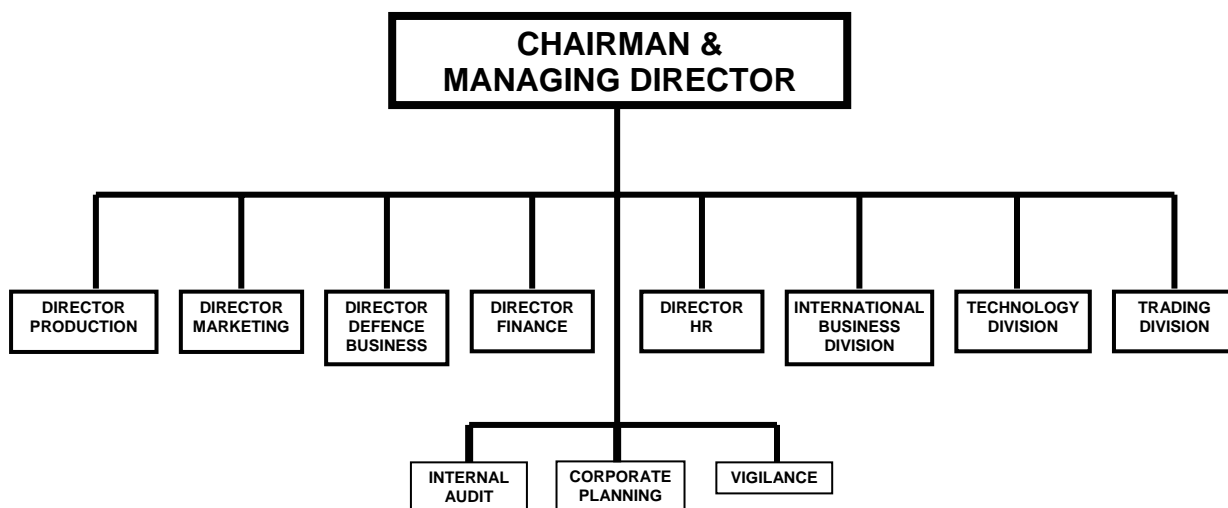 CHAIRMAN &
MANAGING DIRECTOR
DIRECTOR
PRODUCTION
DIRECTOR
MARKETING
DIRECTOR
DEFENCE
BUSINESS
DIRECTOR
FINANCE
DIRECTOR
HR
INTERNATIONAL
BUSINESS
DIVISION
TECHNOLOGY
DIVISION
TRADING
DIVISION
INTERNAL
AUDIT
CORPORATE
PLANNING
VIGILANCE